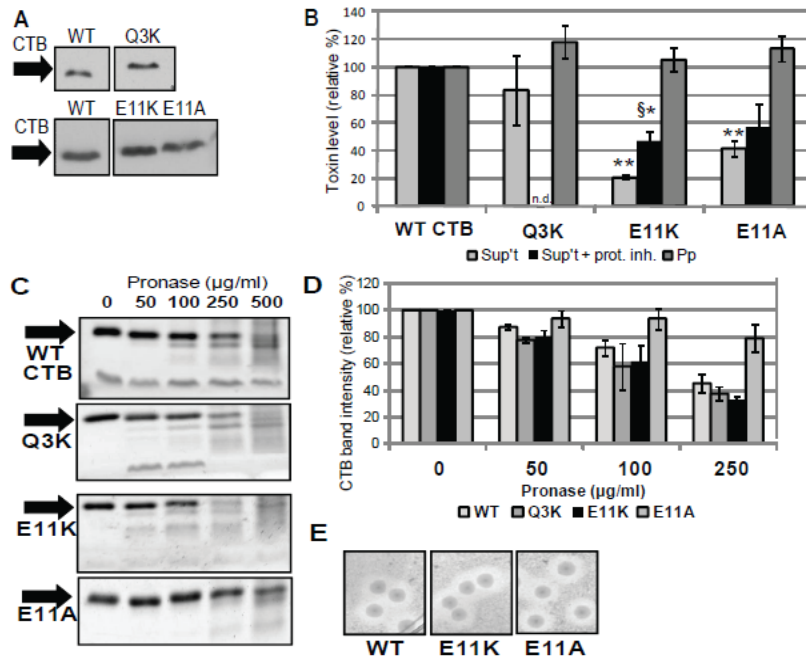 A
WT Q3K
CTB
WT E11K E11A
CTB
B
Toxin level (relative %)
140
120
100
80
60
40
20
0
n.d.
**
§*
**
WT CTB Q3K E11K E11A
Sup't Sup't + prot. inh. Pp
C
Pronase (µg/ml)
0 50 100 250 500
WT
CTB
Q3K
E11K
E11A
D
CTB band intensity (relative %)
120
100
80
60
40
20
0
0 50 100 250
Pronase (µg/ml)
WT Q3K E11K E11A
E
WT E11K E11A